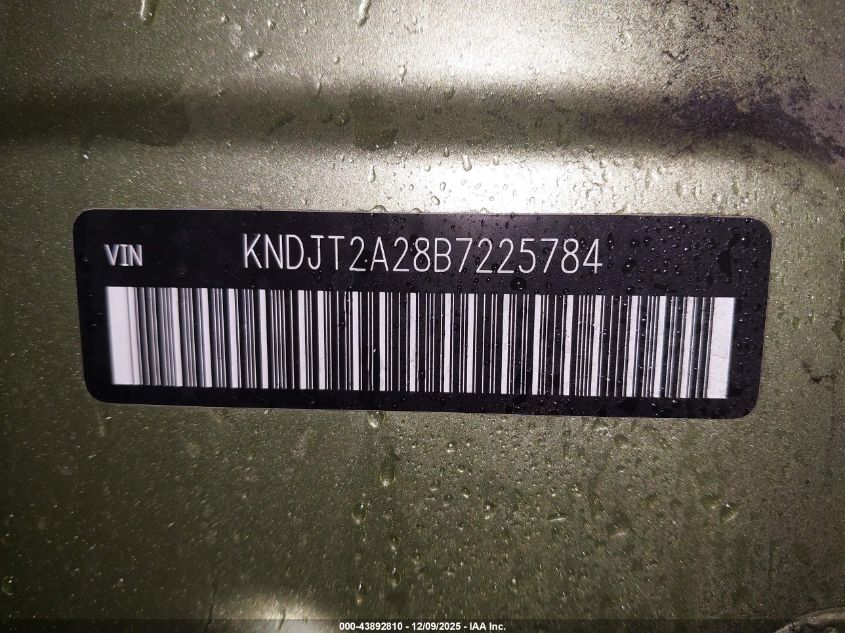 VIN KNDJT2A28B7225784
000-43892810 - 12/09/2025 - IAA Inc.